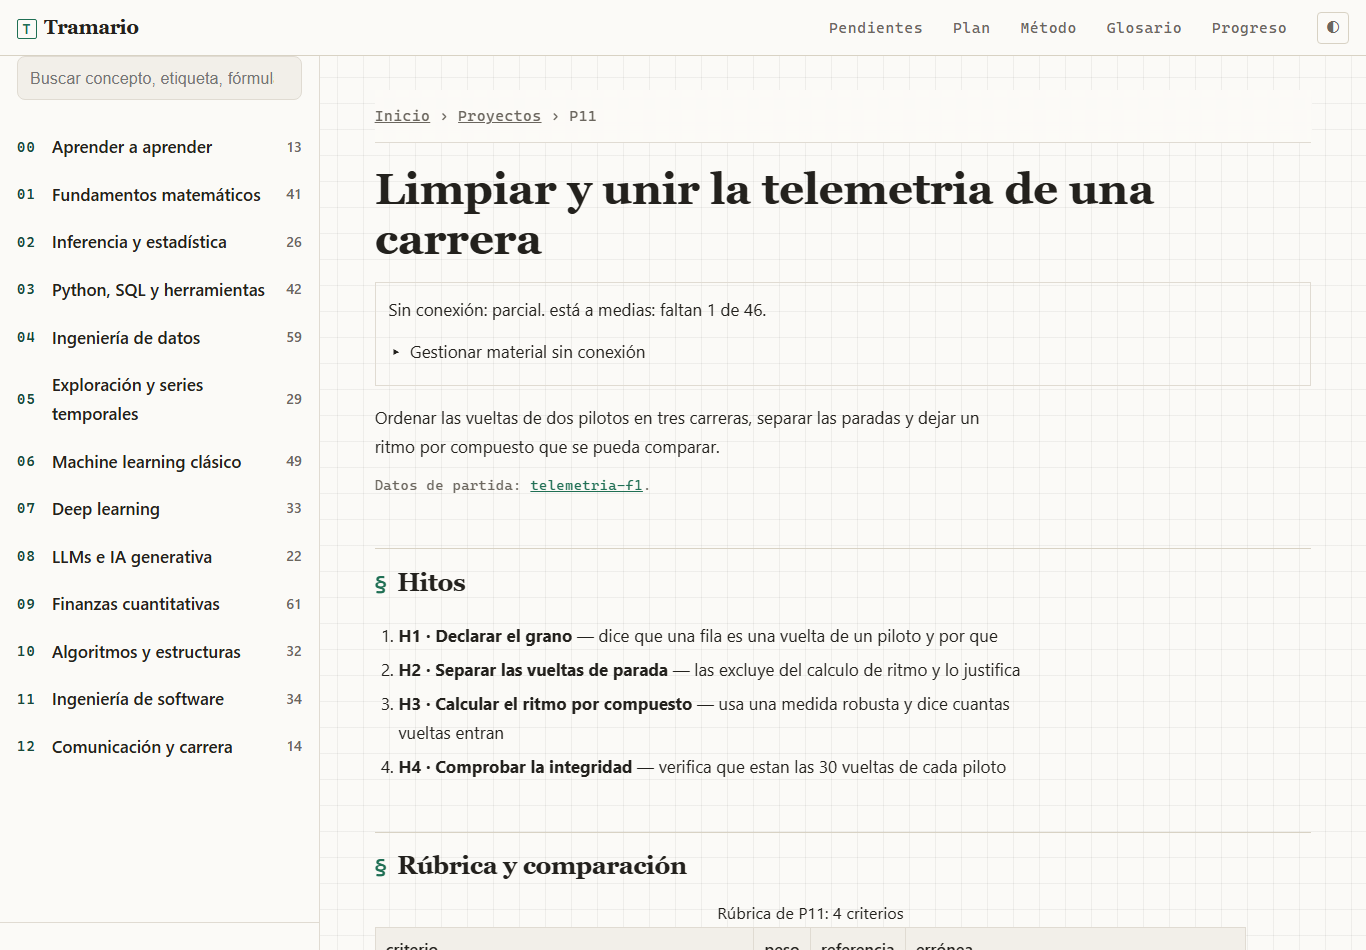 T Tramario
Pendientes Plan Método Glosario Progreso
Buscar concepto, etiqueta, fórmul
00 Aprender a aprender 13
01 Fundamentos matemáticos 41
02 Inferencia y estadística 26
03 Python, SQL y herramientas 42
04 Ingeniería de datos 59
05 Exploración y series
temporales 29
06 Machine learning clásico 49
07 Deep learning 33
08 LLMs e IA generativa 22
09 Finanzas cuantitativas 61
10 Algoritmos y estructuras 32
11 Ingeniería de software 34
12 Comunicación y carrera 14
Inicio › Proyectos › P11
Limpiar y unir la telemetria de una
carrera
Sin conexión: parcial. está a medias: faltan 1 de 46.
▸ Gestionar material sin conexión
Ordenar las vueltas de dos pilotos en tres carreras, separar las paradas y dejar un
ritmo por compuesto que se pueda comparar.
Datos de partida: telemetria-f1.
§ Hitos
1. H1 · Declarar el grano — dice que una fila es una vuelta de un piloto y por que
2. H2 · Separar las vueltas de parada — las excluye del calculo de ritmo y lo justifica
3. H3 · Calcular el ritmo por compuesto — usa una medida robusta y dice cuantas
vueltas entran
4. H4 · Comprobar la integridad — verifica que estan las 30 vueltas de cada piloto
§ Rúbrica y comparación
Rúbrica de P11: 4 criterios
criterio peso referencia errónea